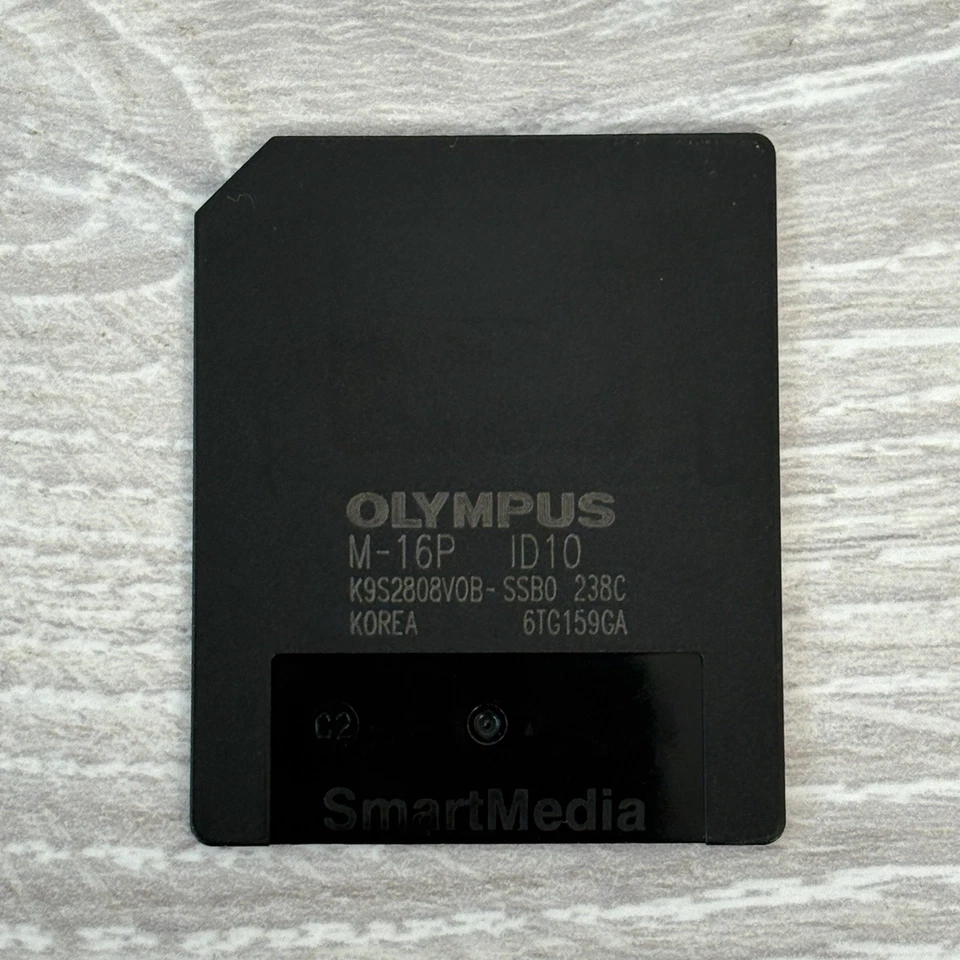 OLYMPUS
M-16P ID10
K9S2808V0B-SSB0 238C
KOREA 6TG159GA
C2
SmartMedia